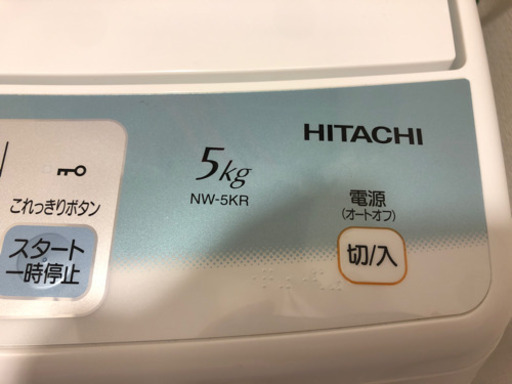 HITACHI
5kg
NW-5KR
電源
(オートオフ)
切/入
これっきりボタン
スタート
一時停止